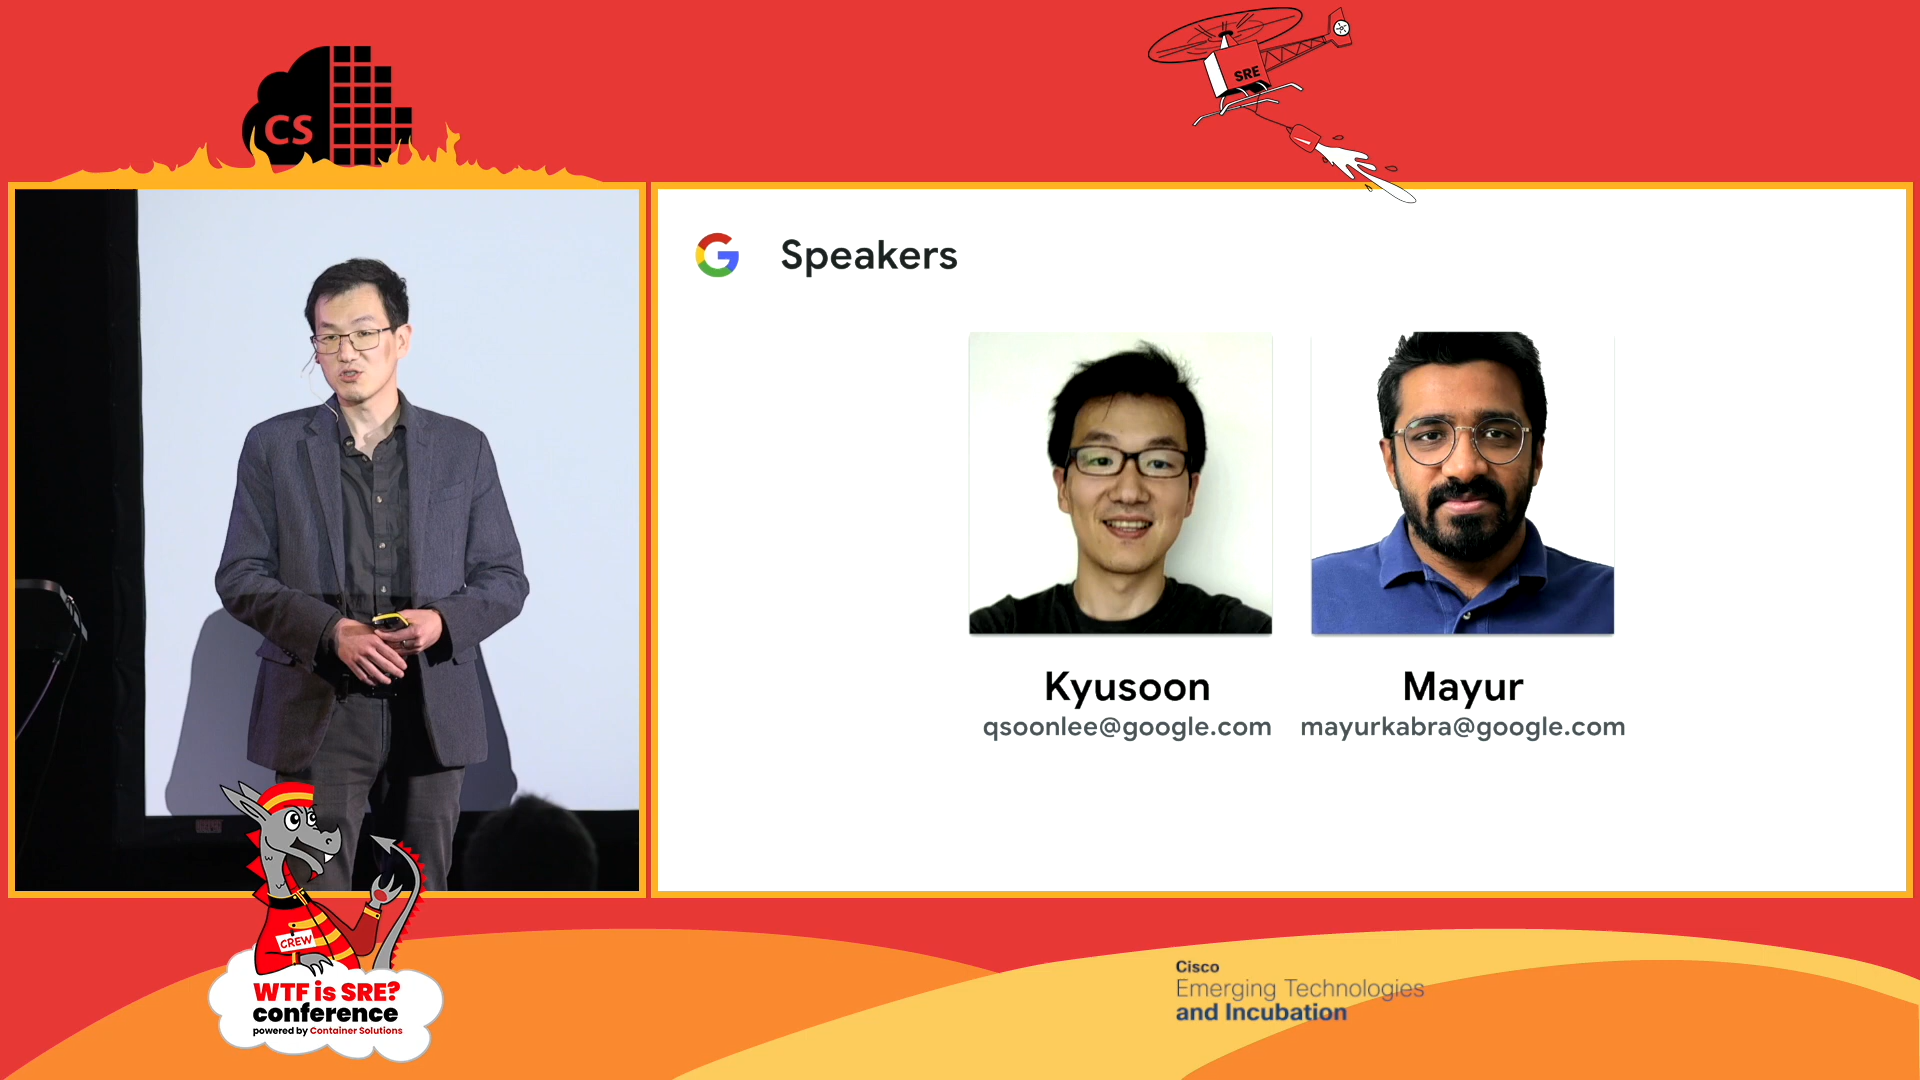 CS
SRE
Speakers
Kyusoon
qsoonlee@google.com
Mayur
mayurkabra@google.com
CREW
WTF is SRE?
conference
powered by Container Solutions
Cisco
Emerging Technologies
and Incubation